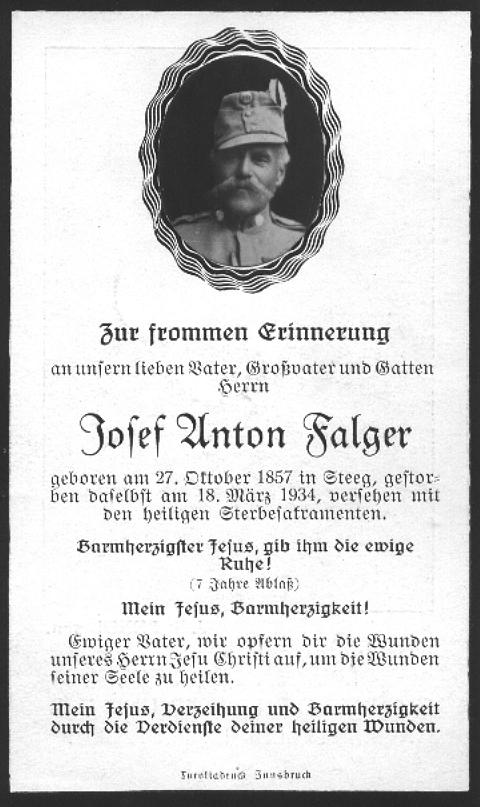 Zur frommen Erinnerung
an unsern lieben Vater, Großvater und Gatten
Herrn
Josef Anton Falger
geboren am 27. Oktober 1857 in Steeg, gestor-
ben daselbst am 18. März 1934, versehen mit
den heiligen Sterbesakramenten.
Barmherzigster Jesus, gib ihm die ewige
Ruhe!
(7 Jahre Ablaß)
Mein Jesus, Barmherzigkeit!
Ewiger Vater, wir opfern dir die Wunden
unseres Herrn Jesu Christi auf, um die Wunden
seiner Seele zu heilen.
Mein Jesus, Verzeihung und Barmherzigkeit
durch die Verdienste deiner heiligen Wunden.
Innsbruck